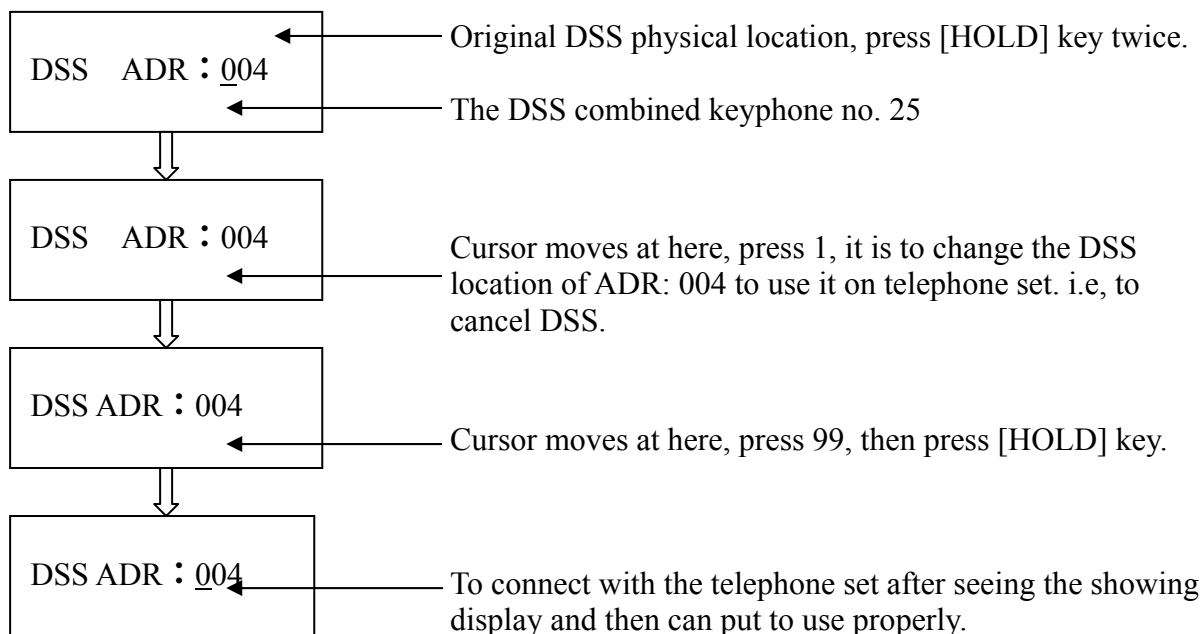 Original DSS physical location, press [HOLD] key twice.
DSS ADR：004
The DSS combined keyphone no. 25
DSS ADR：004
Cursor moves at here, press 1, it is to change the DSS
location of ADR: 004 to use it on telephone set. i.e, to
cancel DSS.
DSS ADR：004
Cursor moves at here, press 99, then press [HOLD] key.
DSS ADR：004
To connect with the telephone set after seeing the showing
display and then can put to use properly.